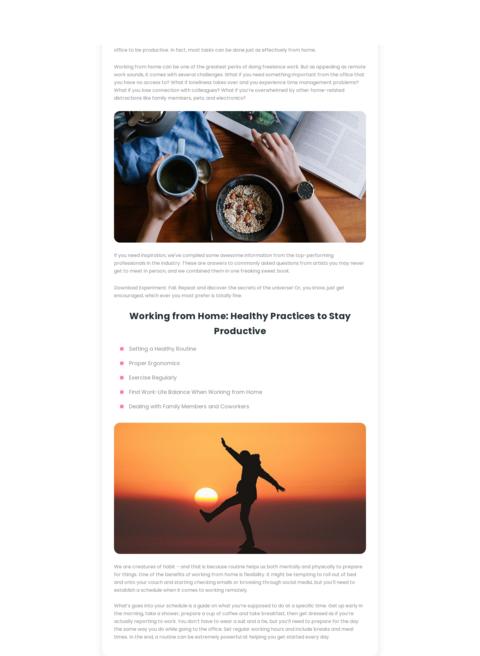 office to be productive. In fact, most tasks can be done just as effectively from home.
Working from home can be one of the greatest perks of doing freelance work. But as appealing as remote
work sounds, it comes with several challenges. What if you need something important from the office that
you have no access to? What if loneliness takes over and you experience time management problems?
What if you lose connection with colleagues? What if you're overwhelmed by other home-related
distractions like family members, pets, and electronics?
If you need inspiration, we've compiled some awesome information from the top-performing
professionals in the industry. These are answers to commonly asked questions from artists you may never
get to meet in person, and we combined them in one freaking sweet book.
Download Experiment. Fail. Repeat and discover the secrets of the universe! Or, you know, just get
encouraged, which ever you most prefer is totally fine.
Working from Home: Healthy Practices to Stay
Productive
Setting a Healthy Routine
Proper Ergonomics
Exercise Regularly
Find Work-Life Balance When Working from Home
Dealing with Family Members and Coworkers
We are creatures of habit – and that is because routine helps us both mentally and physically to prepare
for things. One of the benefits of working from home is flexibility. It might be tempting to roll out of bed
and onto your couch and starting checking emails or browsing through social media, but you'll need to
establish a schedule when it comes to working remotely.
What's goes into your schedule is a guide on what you're supposed to do at a specific time. Get up early in
the morning, take a shower, prepare a cup of coffee and take breakfast, then get dressed as if you're
actually reporting to work. You don't have to wear a suit and a tie, but you'll need to prepare for the day
the same way you do while going to the office. Set regular working hours and include breaks and meal
times. In the end, a routine can be extremely powerful at helping you get started every day.